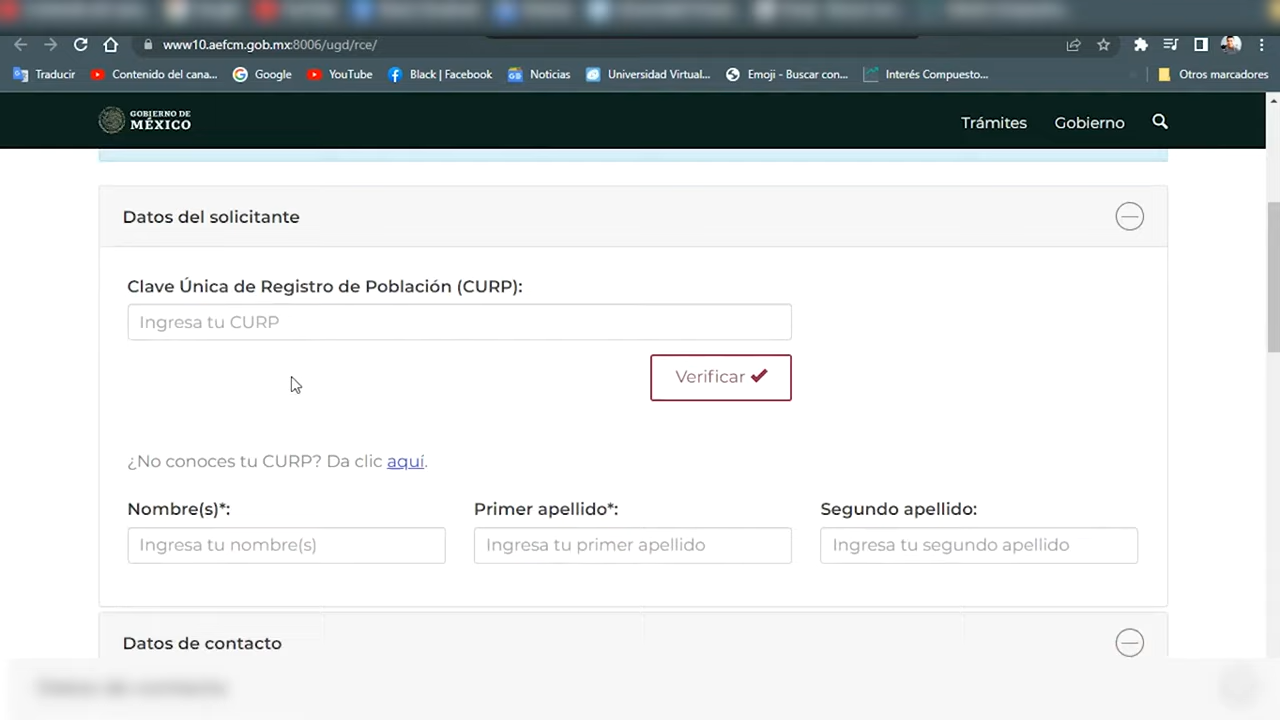 www10.aefcm.gob.mx:8006/ugd/rce/
Traducir Contenido del cana... Google YouTube Black | Facebook Noticias Universidad Virtual... Emoji - Buscar con... Interés Compuesto... Otros marcadores
GOBIERNO DE
MÉXICO
Trámites Gobierno
Datos del solicitante
Clave Única de Registro de Población (CURP):
Ingresa tu CURP
Verificar
¿No conoces tu CURP? Da clic aquí.
Nombre(s)*: Primer apellido*: Segundo apellido:
Ingresa tu nombre(s) Ingresa tu primer apellido Ingresa tu segundo apellido
Datos de contacto